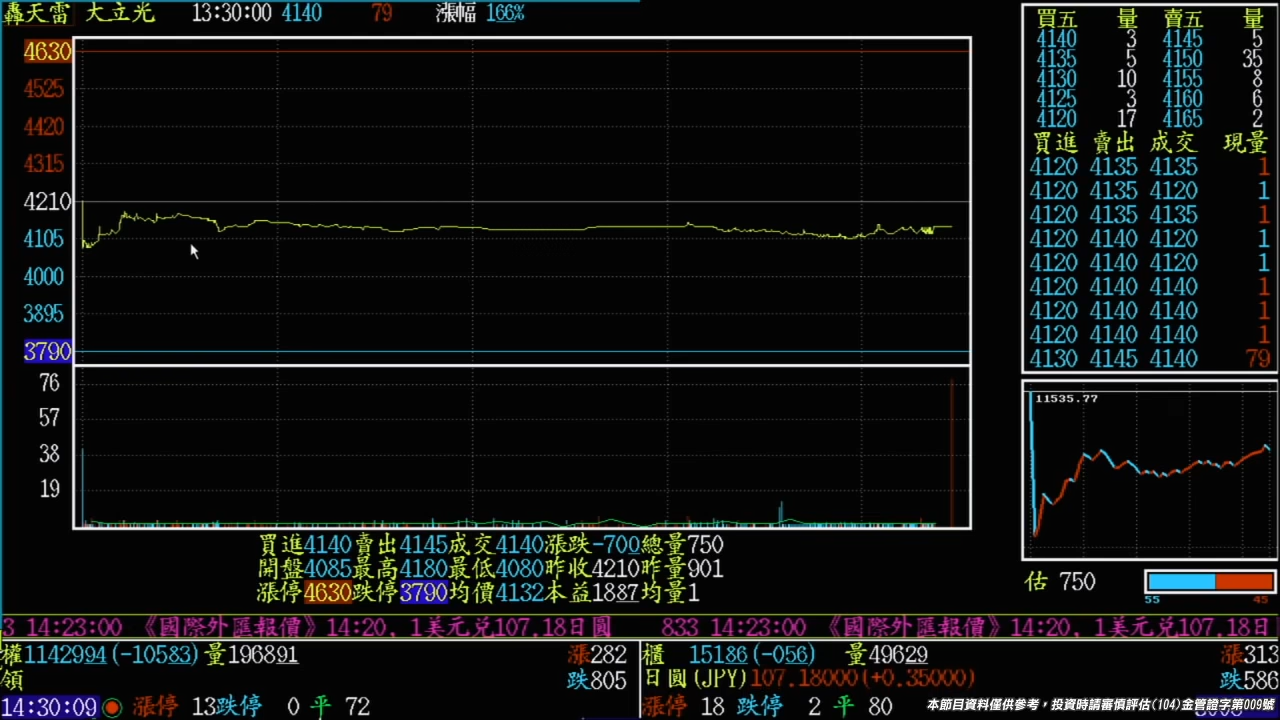 轟天雷 大立光 13:30:00 4140 79 漲幅 166%
4630
4525
4420
4315
4210
4105
4000
3895
3790
76
57
38
19
買進4140賣出4145成交4140漲跌-700總量750
開盤4085最高4180最低4080昨收4210昨量901
漲停4630跌停3790均價4132本益1887均量1
買五 量 賣五 量
4140 3 4145 5
4135 5 4150 35
4130 10 4155 8
4125 3 4160 6
4120 17 4165 2
買進 賣出 成交 現量
4120 4135 4135 1
4120 4135 4120 1
4120 4135 4135 1
4120 4140 4120 1
4120 4140 4120 1
4120 4140 4140 1
4120 4140 4140 1
4120 4140 4140 1
4130 4145 4140 79
11535.77
估 750
55 45
3 14:23:00 《國際外匯報價》14:20, 1美元兌107.18日圓 833 14:23:00 《國際外匯報價》14:20, 1美元兌107.18日
權1142994(-10583)量196891 漲282
領 跌805
14:30:09 漲停 13跌停 0 平 72
櫃 15186(-056) 量49629 漲313
日圓(JPY)107.18000(+0.35000) 跌586
漲停 18 跌停 2 平 80
本節目資料僅供參考，投資時請審慎評估(104)金管證字第009號